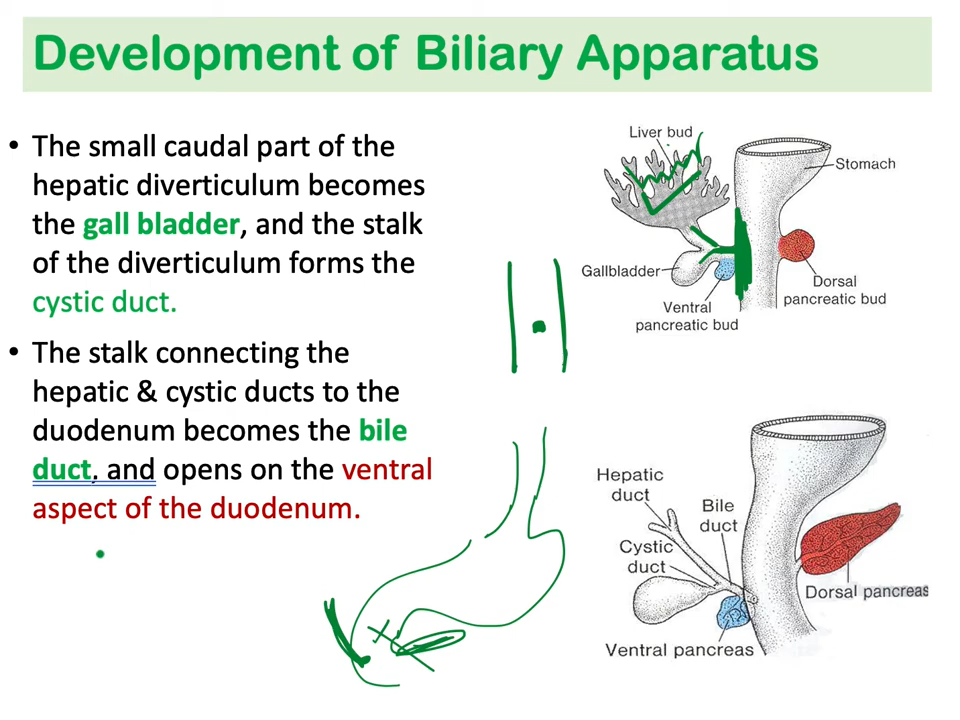 Development of Biliary Apparatus
• The small caudal part of the
hepatic diverticulum becomes
the gall bladder, and the stalk
of the diverticulum forms the
cystic duct.
• The stalk connecting the
hepatic & cystic ducts to the
duodenum becomes the bile
duct, and opens on the ventral
aspect of the duodenum.
Liver bud
Stomach
Gallbladder
Dorsal
pancreatic bud
Ventral
pancreatic bud
Hepatic
duct
Bile
duct
Cystic
duct
Dorsal pancreas
Ventral pancreas